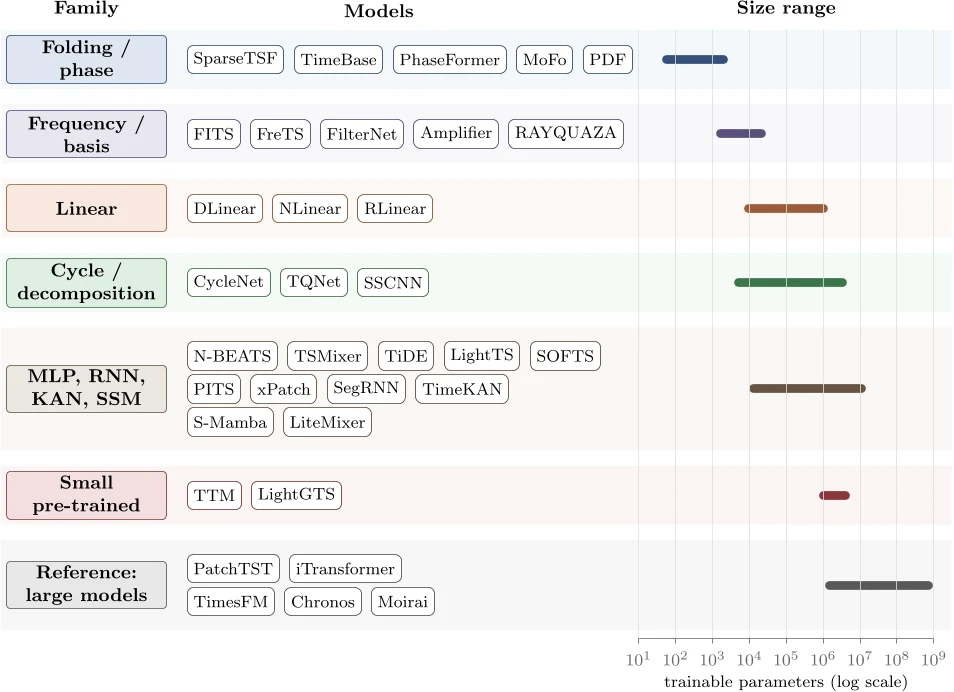 Family Models Size range
Folding /
phase
SparseTSF TimeBase PhaseFormer MoFo PDF
Frequency /
basis
FITS FreTS FilterNet Amplifier RAYQUAZA
Linear
DLinear NLinear RLinear
Cycle /
decomposition
CycleNet TQNet SSCNN
MLP, RNN,
KAN, SSM
N-BEATS TSMixer TiDE LightTS SOFTS
PITS xPatch SegRNN TimeKAN
S-Mamba LiteMixer
Small
pre-trained
TTM LightGTS
Reference:
large models
PatchTST iTransformer
TimesFM Chronos Moirai
10¹ 10² 10³ 10⁴ 10⁵ 10⁶ 10⁷ 10⁸ 10⁹
trainable parameters (log scale)